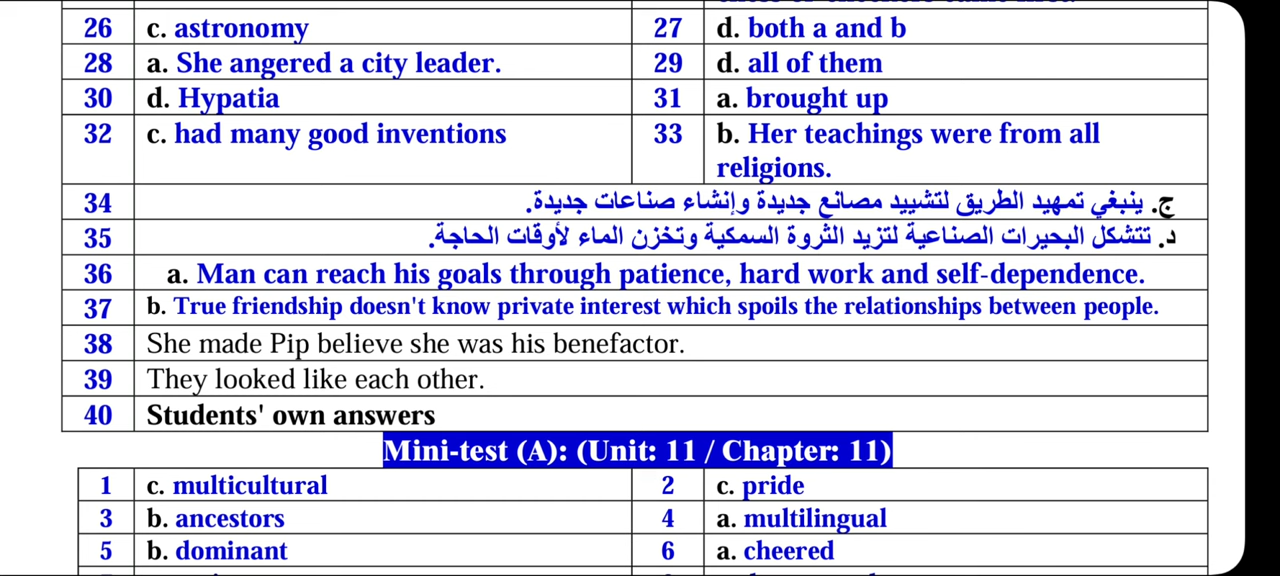 26 c. astronomy 27 d. both a and b
28 a. She angered a city leader. 29 d. all of them
30 d. Hypatia 31 a. brought up
32 c. had many good inventions 33 b. Her teachings were from all
religions.
34 ج. ينبغي تمهيد الطريق لتشييد مصانع جديدة وإنشاء صناعات جديدة.
35 د. تتشكل البحيرات الصناعية لتزيد الثروة السمكية وتخزن الماء لأوقات الحاجة.
36 a. Man can reach his goals through patience, hard work and self-dependence.
37 b. True friendship doesn't know private interest which spoils the relationships between people.
38 She made Pip believe she was his benefactor.
39 They looked like each other.
40 Students' own answers
Mini-test (A): (Unit: 11 / Chapter: 11)
1 c. multicultural 2 c. pride
3 b. ancestors 4 a. multilingual
5 b. dominant 6 a. cheered